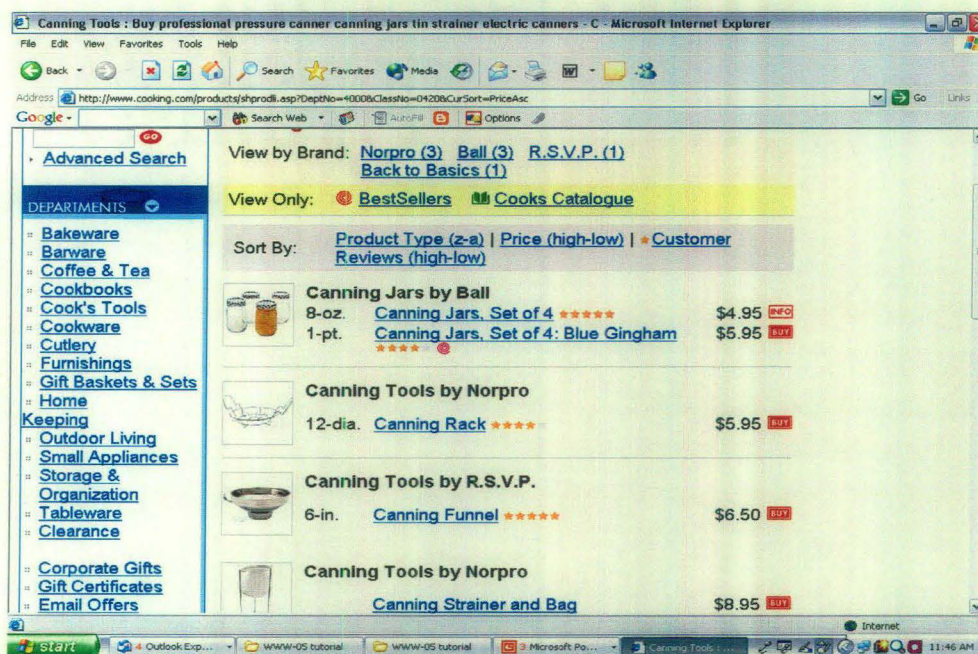 Canning Tools : Buy professional pressure canner canning jars tin strainer electric canners - C - Microsoft Internet Explorer
File Edit View Favorites Tools Help
Back Search Favorites Media
Address http://www.cooking.com/products/shprodli.asp?DeptNo=4000&ClassNo=0420&CurSort=PriceAsc Go Links
Google Search Web AutoFill Options
GO
Advanced Search
DEPARTMENTS
Bakeware
Barware
Coffee & Tea
Cookbooks
Cook's Tools
Cookware
Cutlery
Furnishings
Gift Baskets & Sets
Home
Keeping
Outdoor Living
Small Appliances
Storage &
Organization
Tableware
Clearance
Corporate Gifts
Gift Certificates
Email Offers
View by Brand: Norpro (3) Ball (3) R.S.V.P. (1)
Back to Basics (1)
View Only: BestSellers Cooks Catalogue
Sort By: Product Type (z-a) | Price (high-low) | Customer
Reviews (high-low)
Canning Jars by Ball
8-oz. Canning Jars, Set of 4 $4.95 INFO
1-pt. Canning Jars, Set of 4: Blue Gingham $5.95 BUY
Canning Tools by Norpro
12-dia. Canning Rack $5.95 BUY
Canning Tools by R.S.V.P.
6-in. Canning Funnel $6.50 BUY
Canning Tools by Norpro
Canning Strainer and Bag $8.95 BUY
Internet
start 4 Outlook Exp... WWW-05 tutorial WWW-05 tutorial 3 Microsoft Po... Canning Tools : ... 11:46 AM